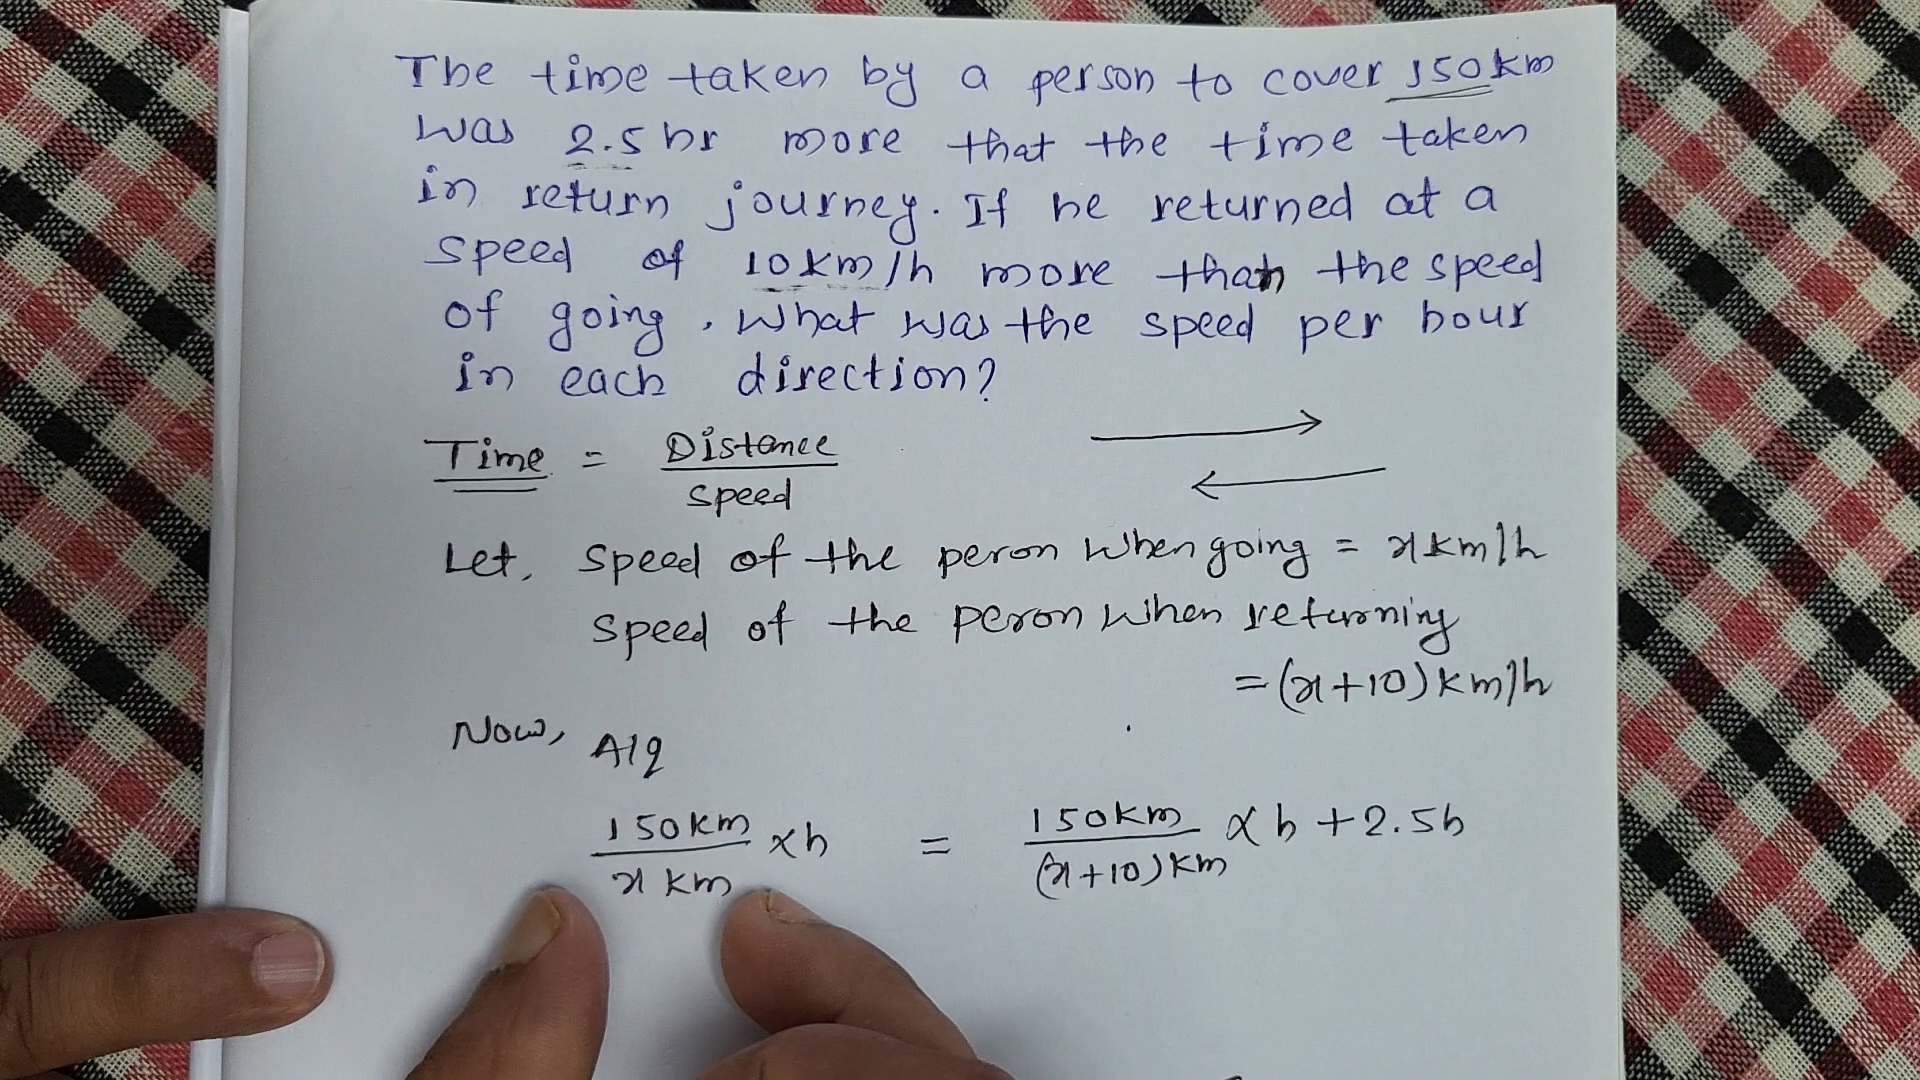 The time taken by a person to cover 150km
was 2.5 hr more that the time taken
in return journey. If he returned at a
speed of 10km/h more than the speed
of going, what was the speed per hour
in each direction?
Time = Distance/speed
Let, speed of the peron when going = x km/h
speed of the peron when returning
= (x+10) km/h
Now, A/q
150km/x km × h = 150km/(x+10)km × h + 2.5h